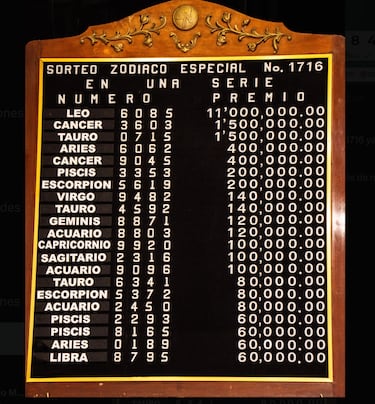 SORTEO ZODIACO ESPECIAL No. 1716
EN UNA SERIE
NUMERO PREMIO
LEO 6085 11'000,000.00
CANCER 3603 1'500,000.00
TAURO 0715 1'500,000.00
ARIES 6062 400,000.00
CANCER 9045 400,000.00
PISCIS 3353 200,000.00
ESCORPION 5619 200,000.00
VIRGO 9482 140,000.00
TAURO 4592 140,000.00
GEMINIS 8871 120,000.00
ACUARIO 8803 120,000.00
CAPRICORNIO 9920 100,000.00
SAGITARIO 2316 100,000.00
ACUARIO 9096 100,000.00
TAURO 6341 80,000.00
ESCORPION 5372 80,000.00
ACUARIO 2450 60,000.00
PISCIS 2293 60,000.00
PISCIS 8165 60,000.00
ARIES 0189 60,000.00
LIBRA 8795 60,000.00